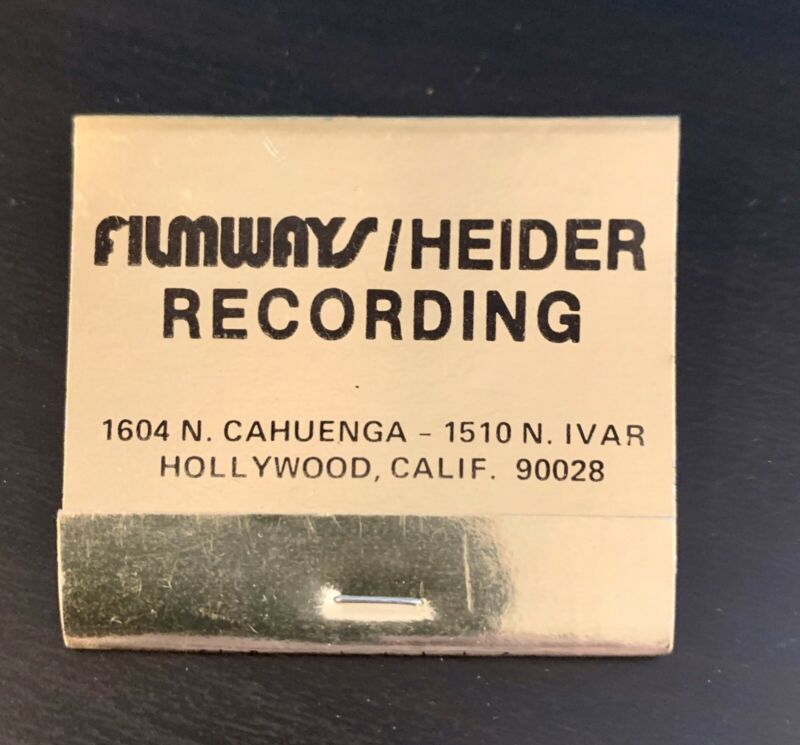 FILMWAYS/HEIDER
RECORDING
1604 N. CAHUENGA - 1510 N. IVAR
HOLLYWOOD, CALIF. 90028